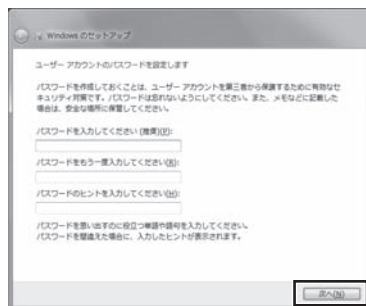 Windows のセットアップ
ユーザー アカウントのパスワードを設定します
パスワードを作成しておくことは、ユーザー アカウントを第三者から保護するために有効なセ
キュリティ対策です。パスワードは忘れないようにしてください。また、メモなどに記載した
場合は、安全な場所に保管してください。
パスワードを入力してください (推奨)(P):
パスワードをもう一度入力してください(R):
パスワードのヒントを入力してください(H):
パスワードを思い出すのに役立つ単語や語句を入力してください。
パスワードを間違えた場合に、入力したヒントが表示されます。
次へ(N)